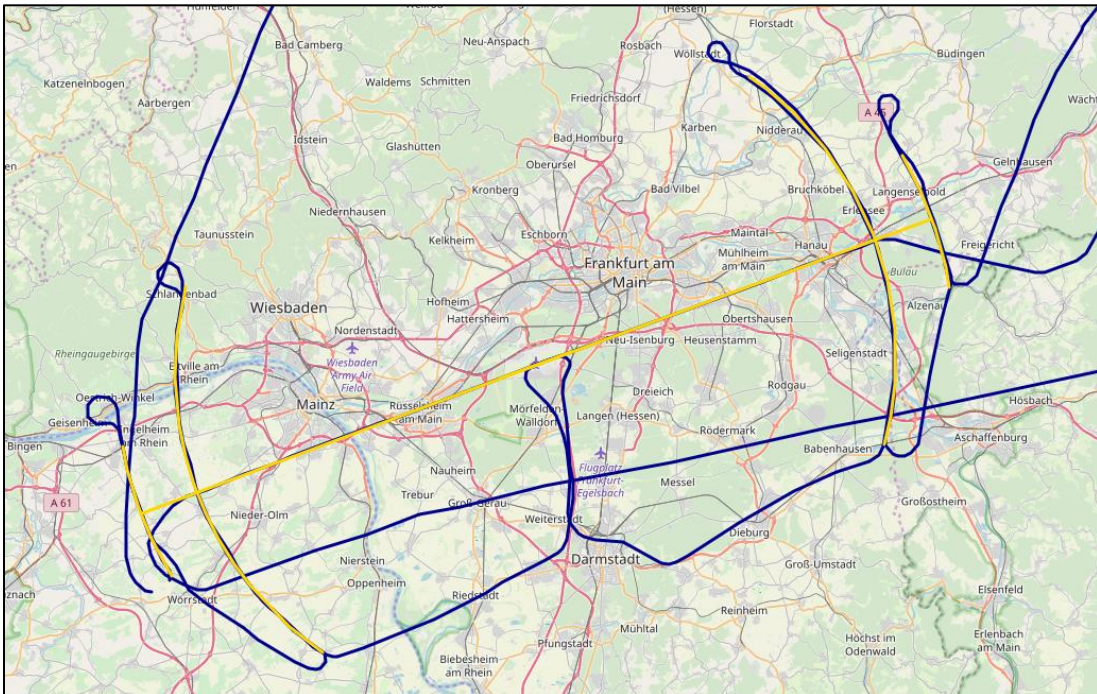 (Hessen)
Florstadt
Bad Camberg
Neu-Anspach
Rosbach
Wöllstadt
Büdingen
Katzenelnbogen
Waldems
Schmitten
Aarbergen
Friedrichsdorf
A 45
Idstein
Glashütten
Bad Homburg
Karben
Nidderau
Oberursel
Gelnhausen
Kronberg
Bad Vilbel
Bruchköbel
Langenselbold
Niedernhausen
Erlensee
Taunusstein
Eschborn
Maintal
Kelkheim
Hanau
Freigericht
Frankfurt am
Main
Mühlheim
am Main
Bulau
Schlangenbad
Wiesbaden
Hofheim
Hattersheim
Alzenau
Obertshausen
Nordenstadt
Neu-Isenburg
Heusenstamm
Rheingaugebirge
Wiesbaden
Army Air
Field
Seligenstadt
Eltville am
Rhein
Oestrich-Winkel
Mainz
Rüsselsheim
am Main
Dreieich
Rodgau
Hösbach
Geisenheim
Mörfelden-
Walldorf
Langen (Hessen)
Bingen
Ingelheim
am Rhein
Rödermark
Aschaffenburg
Babenhausen
Nauheim
Flugplatz
Frankfurt-
Egelsbach
Messel
A 61
Trebur
Groß-Gerau
Großostheim
Nieder-Olm
Weiterstadt
Dieburg
Nierstein
Darmstadt
Groß-Umstadt
Oppenheim
Wörrstadt
Riedstadt
Elsenfeld
Reinheim
Mühltal
Pfungstadt
Höchst im
Odenwald
Erlenbach
am Main
Biebesheim
am Rhein